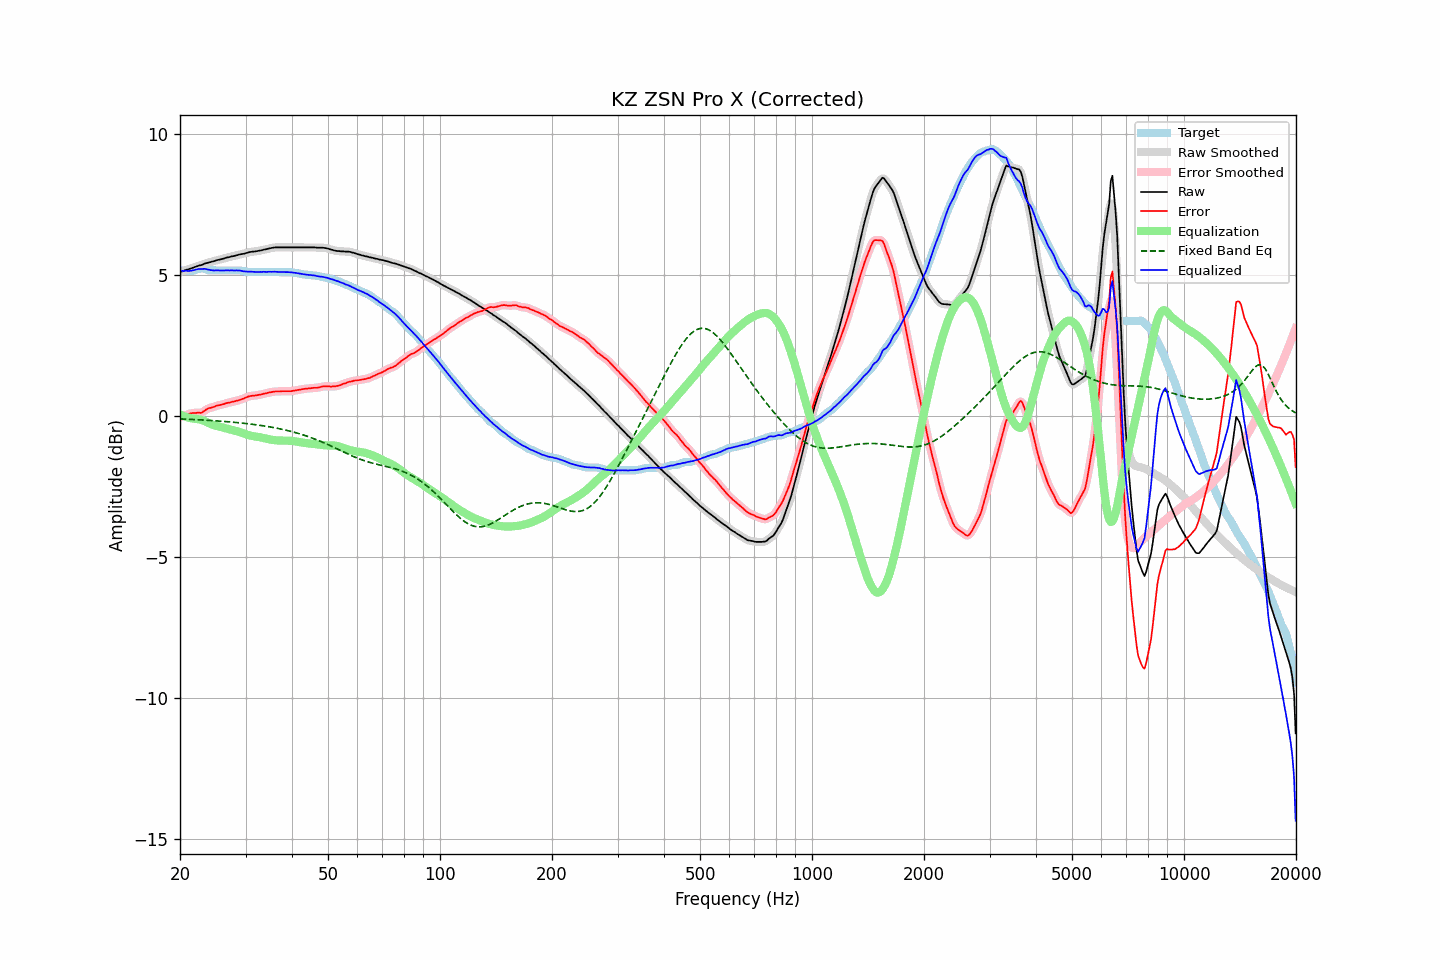 KZ ZSN Pro X (Corrected)
Amplitude (dBr)
10
5
0
−5
−10
−15
Target
Raw Smoothed
Error Smoothed
Raw
Error
Equalization
Fixed Band Eq
Equalized
20 50 100 200 500 1000 2000 5000 10000 20000
Frequency (Hz)